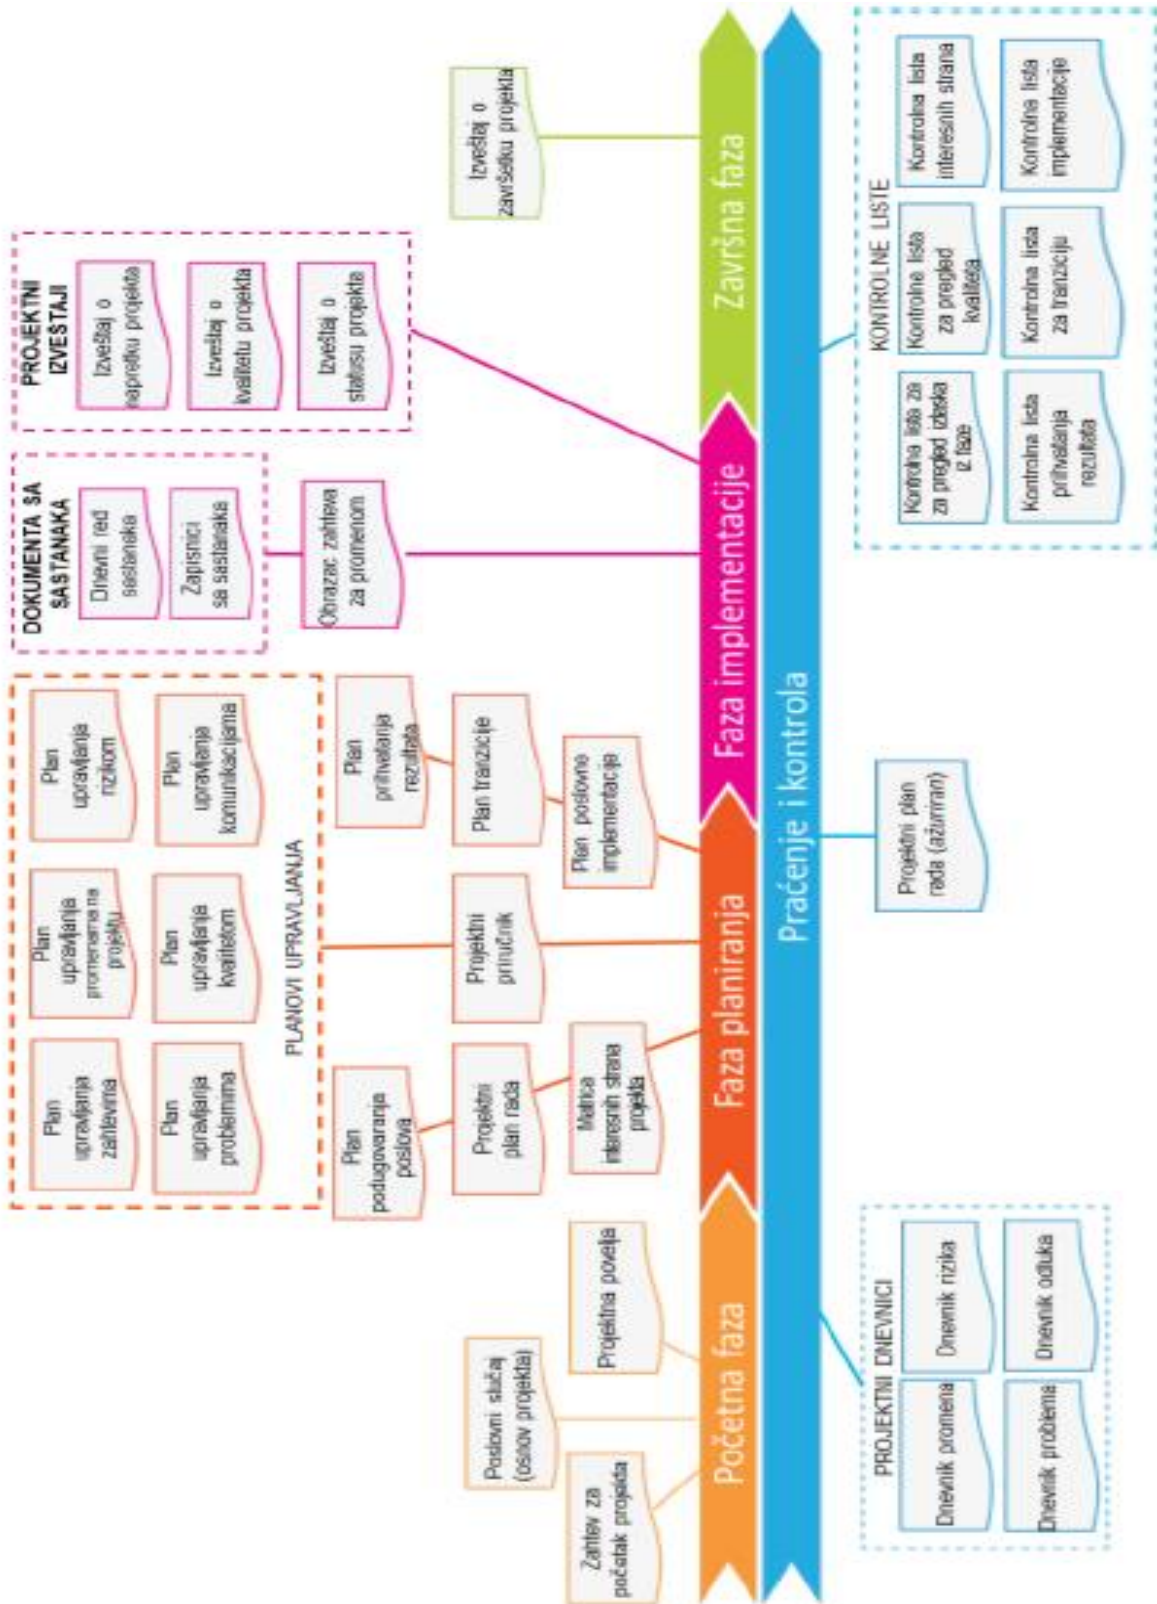 PLANOVI UPRAVLJANJA
Plan
upravljanja
zahtevima
Plan
upravljanja
promenama na
projektu
Plan
upravljanja
rizikom
Plan
upravljanja
problemima
Plan
upravljanja
kvalitetom
Plan
upravljanja
komunikacijama
DOKUMENTA SA
SASTANAKA
Dnevni red
sastanaka
Zapisnici
sa sastanaka
Obrazac zahteva
za promenom
PROJEKTNI
IZVEŠTAJI
Izveštaj o
napretku projekta
Izveštaj o
kvalitetu projekta
Izveštaj o
statusu projekta
Zahtev za
početak projekta
Poslovni slučaj
(osnov projekta)
Projektna povelja
Plan
podugovaranja
poslova
Projektni
plan rada
Matrica
interesnih strana
projekta
Projektni
priručnik
Plan
prihvatanja
rezultata
Plan tranzicije
Plan poslovne
implementacije
Izveštaj o
završetku projekta
Početna faza
Faza planiranja
Faza implementacije
Završna faza
Praćenje i kontrola
PROJEKTNI DNEVNICI
Dnevnik promena
Dnevnik rizika
Dnevnik problema
Dnevnik odluka
Projektni plan
rada (ažuriran)
KONTROLNE LISTE
Kontrolna lista za
za pregled izlaska
iz faze
Kontrolna lista
za pregled
kvaliteta
Kontrolna lista
interesnih strana
Kontrolna lista
prihvatanja
rezultata
Kontrolna lista
za tranziciju
Kontrolna lista
implementacije